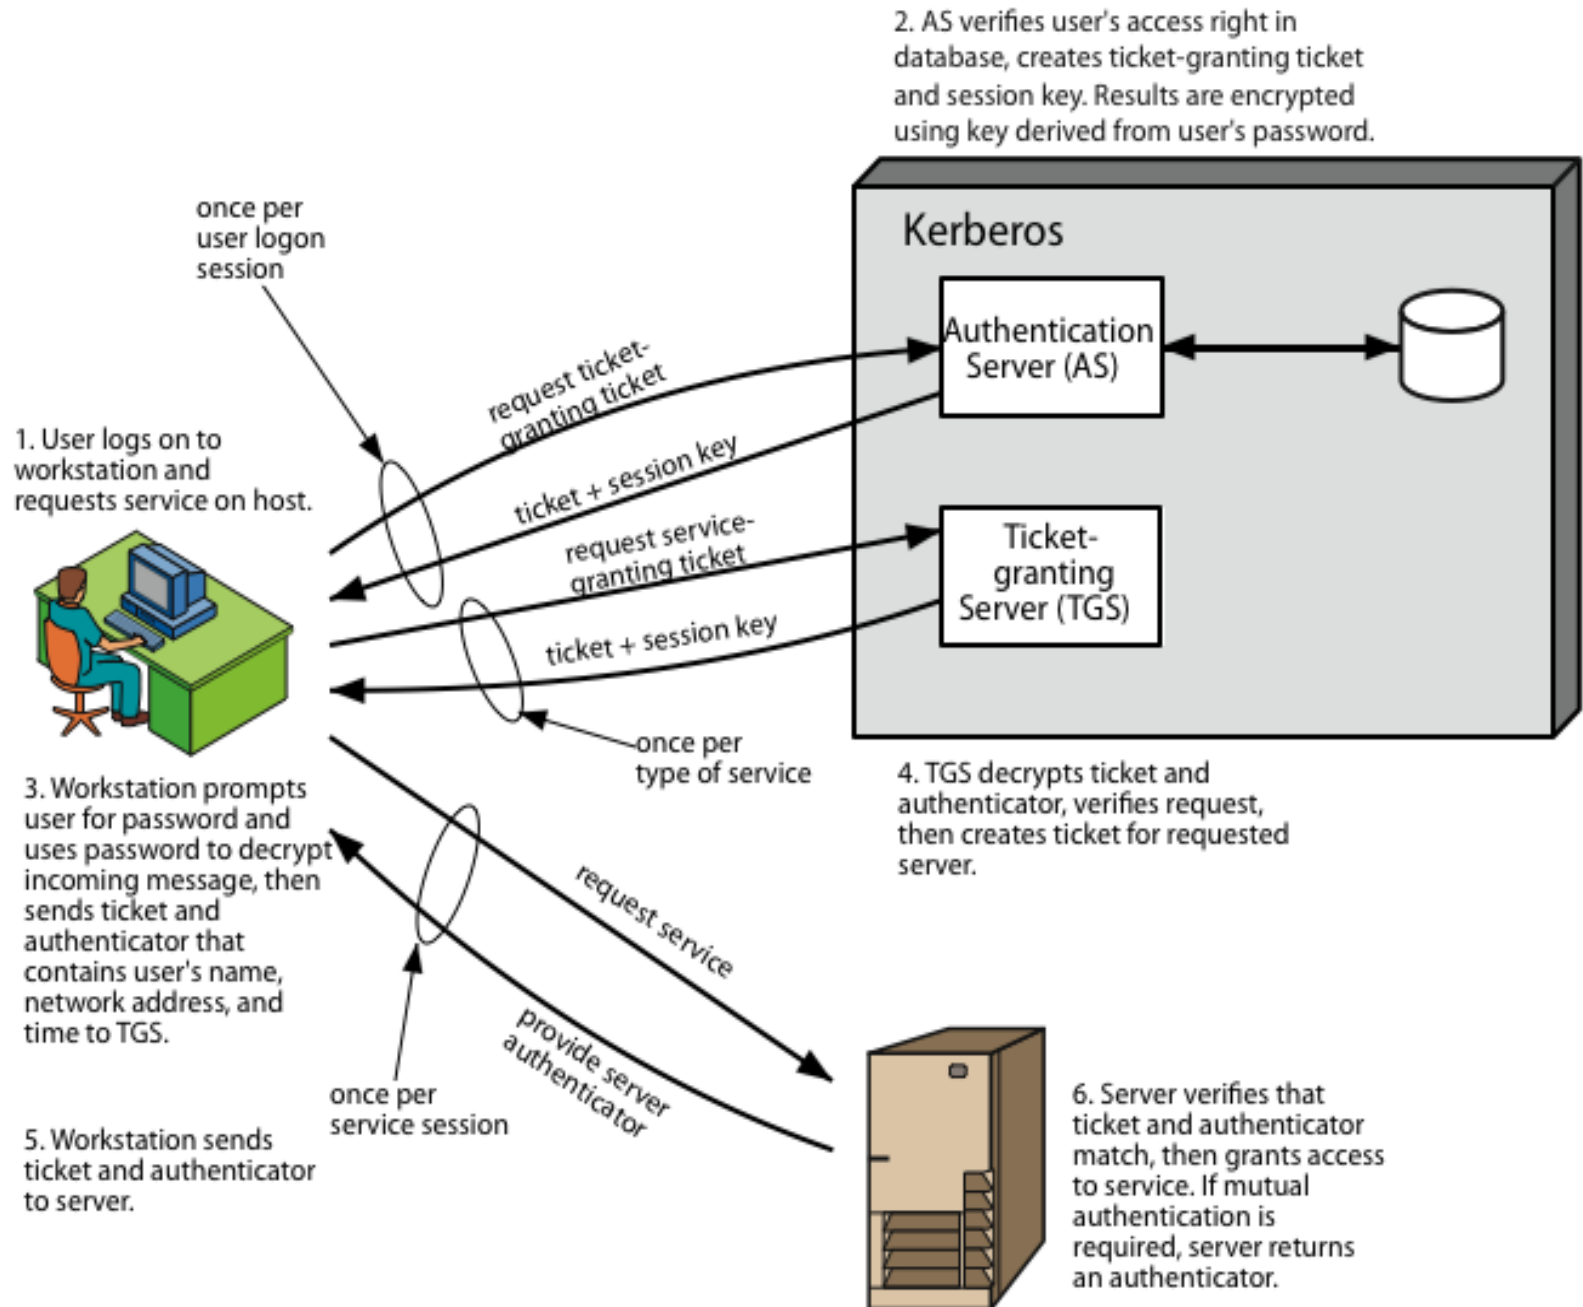 2. AS verifies user's access right in
database, creates ticket-granting ticket
and session key. Results are encrypted
using key derived from user's password.
once per
user logon
session
Kerberos
Authentication
Server (AS)
request ticket-
granting ticket
1. User logs on to
workstation and
requests service on host.
ticket + session key
request service-
granting ticket
Ticket-
granting
Server (TGS)
ticket + session key
once per
type of service
3. Workstation prompts
user for password and
uses password to decrypt
incoming message, then
sends ticket and
authenticator that
contains user's name,
network address, and
time to TGS.
4. TGS decrypts ticket and
authenticator, verifies request,
then creates ticket for requested
server.
request service
provide server
authenticator
once per
service session
5. Workstation sends
ticket and authenticator
to server.
6. Server verifies that
ticket and authenticator
match, then grants access
to service. If mutual
authentication is
required, server returns
an authenticator.